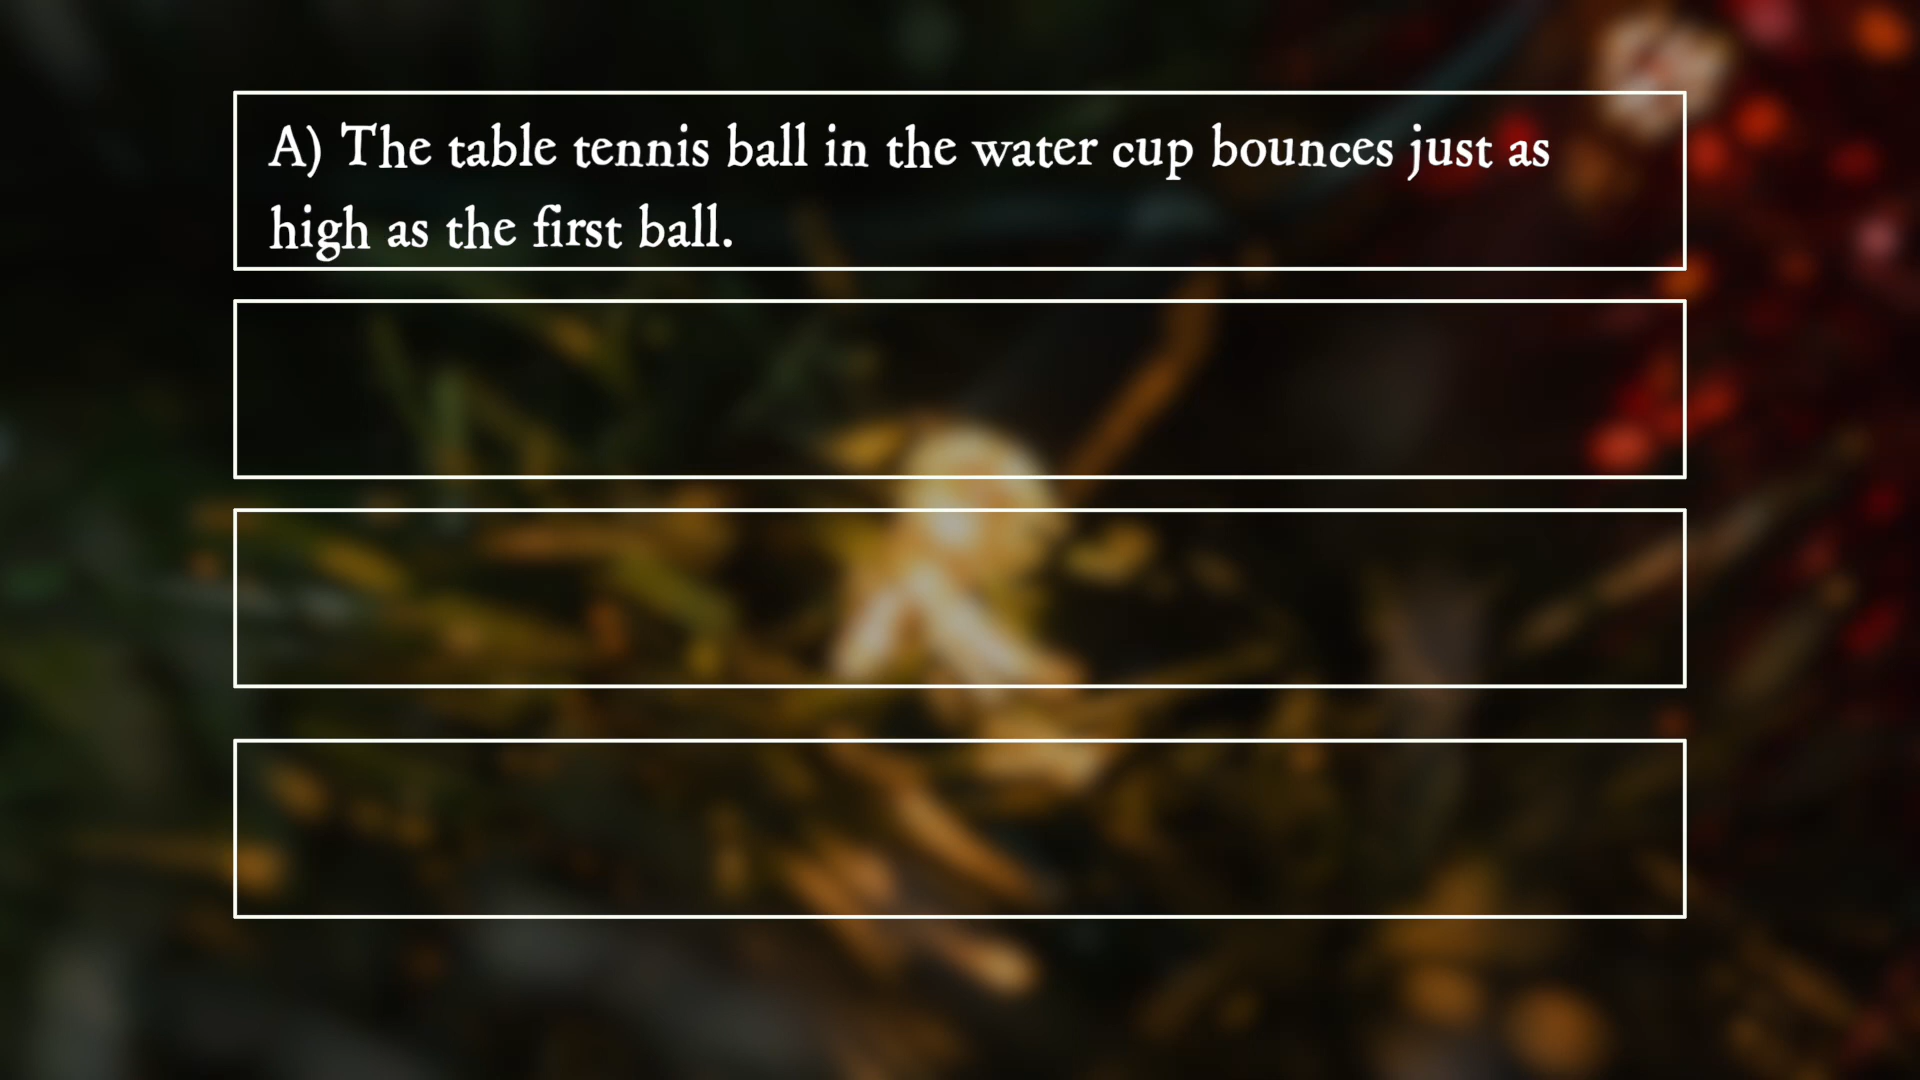 A) The table tennis ball in the water cup bounces just as
high as the first ball.